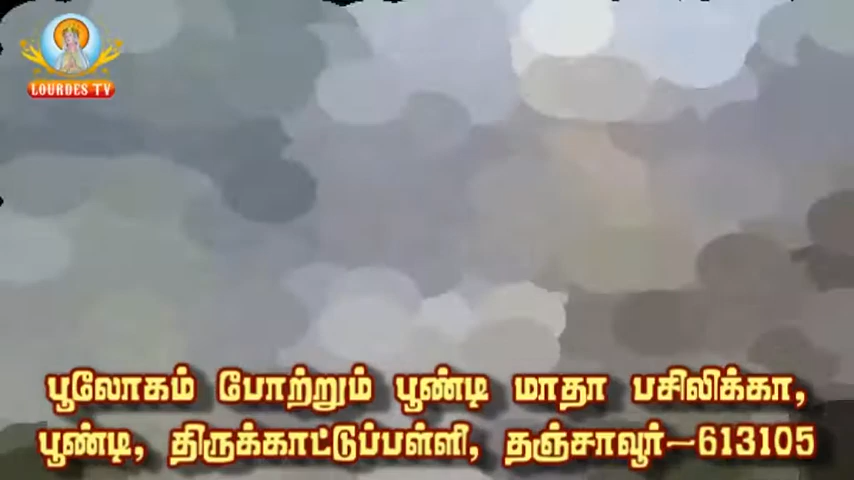 LOURDES TV
பூலோகம் போற்றும் பூண்டி மாதா பசிலிக்கா,
பூண்டி, திருக்காட்டுப்பள்ளி, தஞ்சாவூர்-613105